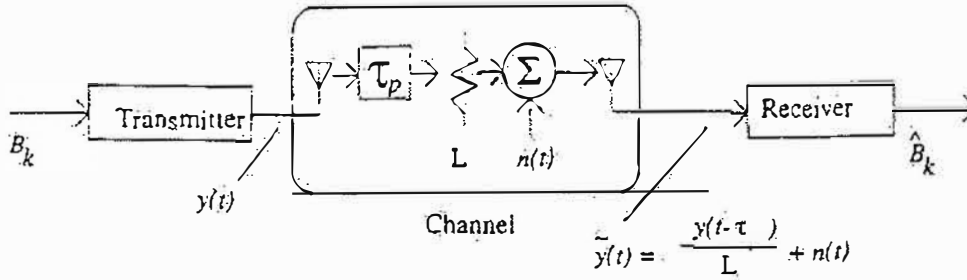 τp
Σ
Transmitter
Receiver
Bk
B̂k
L
n(t)
y(t)
Channel
ỹ(t) = y(t-τ ) / L + n(t)